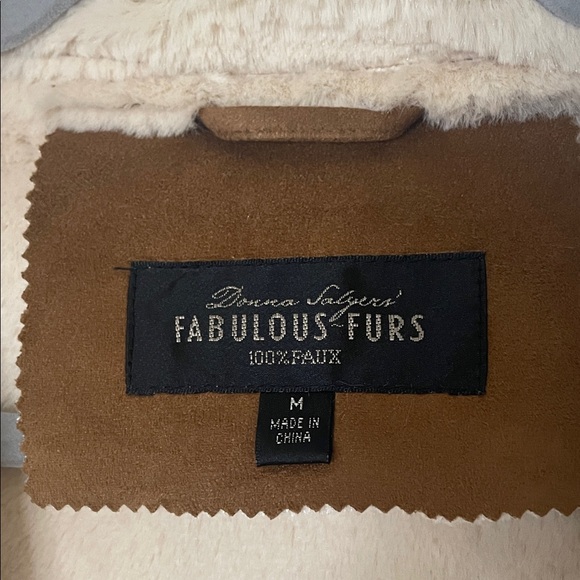 Donna Salyers'
FABULOUS~FURS
100%FAUX
M
MADE IN
CHINA